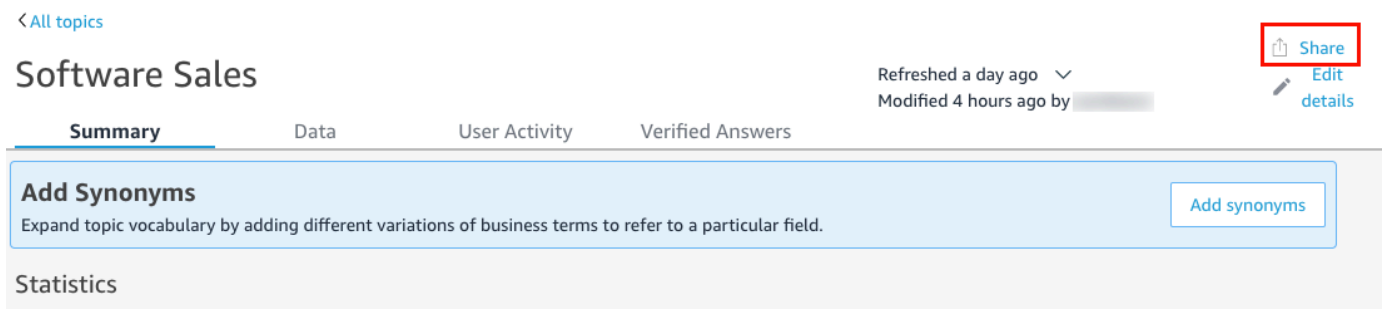 All topics
Share
Software Sales
Refreshed a day ago
Edit
details
Modified 4 hours ago by
Summary Data User Activity Verified Answers
Add Synonyms
Add synonyms
Expand topic vocabulary by adding different variations of business terms to refer to a particular field.
Statistics